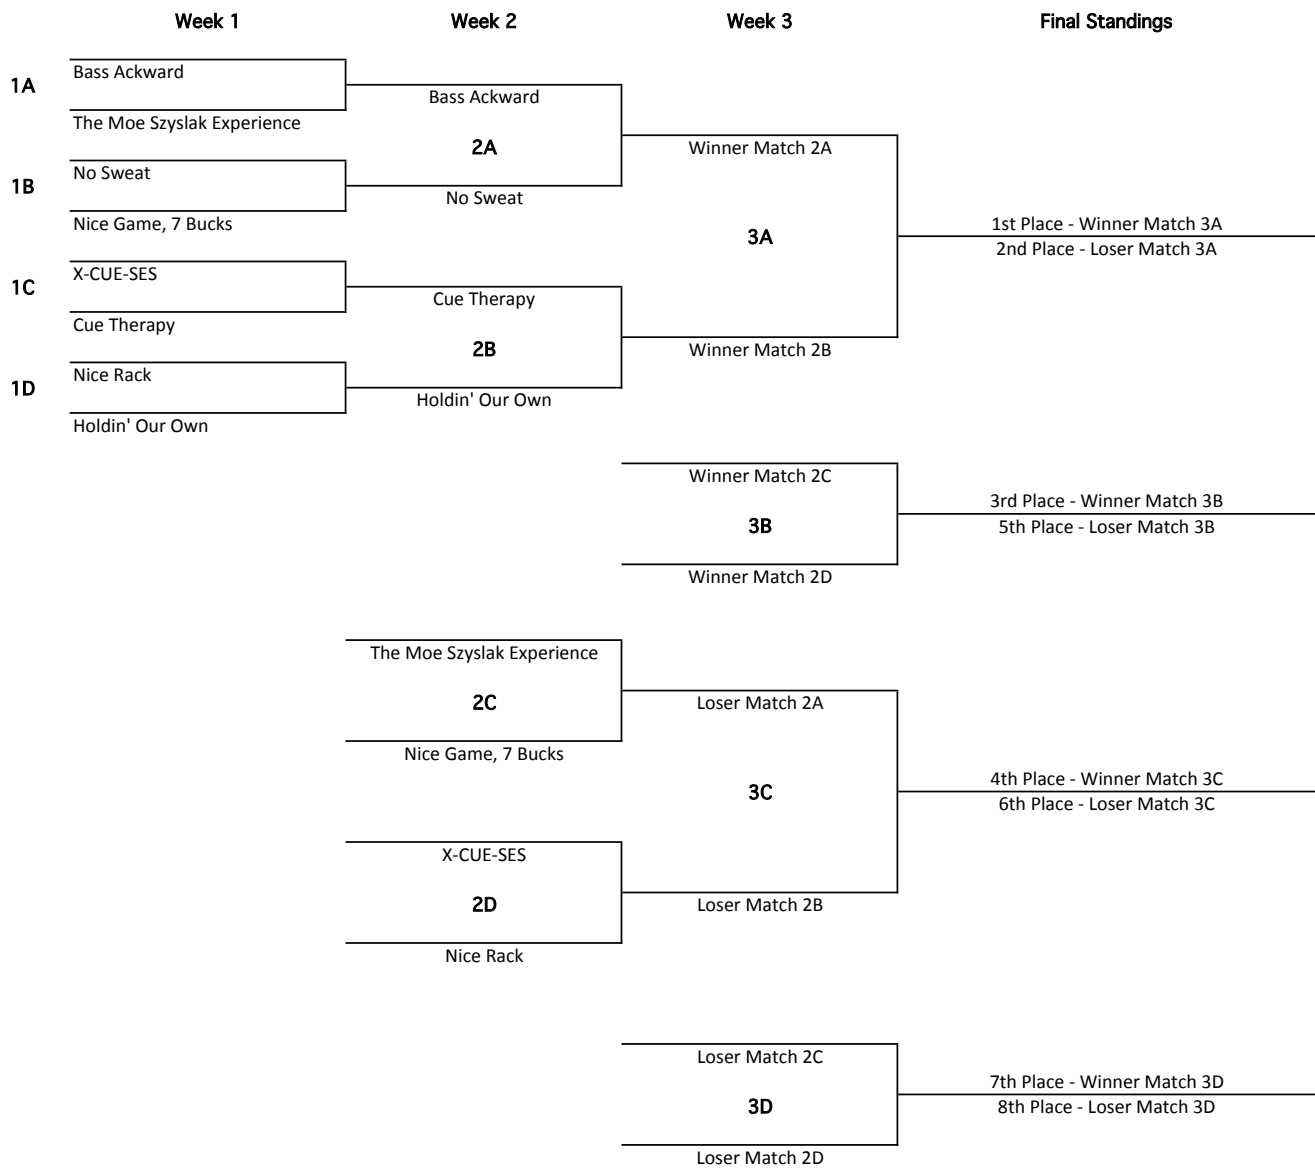 Week 1 Week 2 Week 3 Final Standings
1A
Bass Ackward
The Moe Szyslak Experience
1B
No Sweat
Nice Game, 7 Bucks
1C
X-CUE-SES
Cue Therapy
1D
Nice Rack
Holdin' Our Own
Bass Ackward
2A
No Sweat
Cue Therapy
2B
Holdin' Our Own
Winner Match 2A
3A
Winner Match 2B
1st Place - Winner Match 3A
2nd Place - Loser Match 3A
Winner Match 2C
3B
Winner Match 2D
3rd Place - Winner Match 3B
5th Place - Loser Match 3B
The Moe Szyslak Experience
2C
Nice Game, 7 Bucks
X-CUE-SES
2D
Nice Rack
Loser Match 2A
3C
Loser Match 2B
4th Place - Winner Match 3C
6th Place - Loser Match 3C
Loser Match 2C
3D
Loser Match 2D
7th Place - Winner Match 3D
8th Place - Loser Match 3D